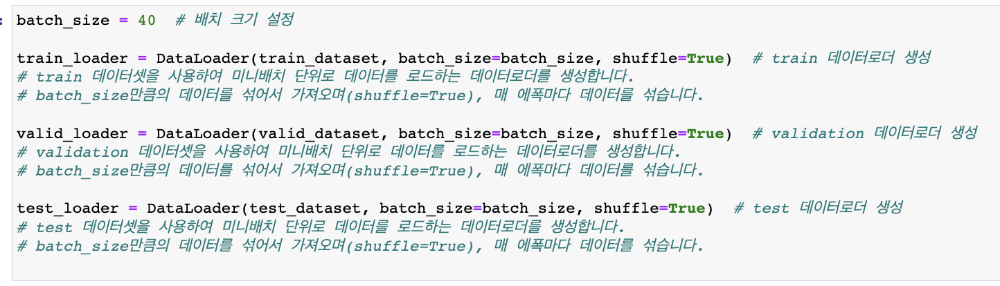 batch_size = 40  # 배치 크기 설정
train_loader = DataLoader(train_dataset, batch_size=batch_size, shuffle=True)  # train 데이터로더 생성
# train 데이터셋을 사용하여 미니배치 단위로 데이터를 로드하는 데이터로더를 생성합니다.
# batch_size만큼의 데이터를 섞어서 가져오며(shuffle=True), 매 에폭마다 데이터를 섞습니다.
valid_loader = DataLoader(valid_dataset, batch_size=batch_size, shuffle=True)  # validation 데이터로더 생성
# validation 데이터셋을 사용하여 미니배치 단위로 데이터를 로드하는 데이터로더를 생성합니다.
# batch_size만큼의 데이터를 섞어서 가져오며(shuffle=True), 매 에폭마다 데이터를 섞습니다.
test_loader = DataLoader(test_dataset, batch_size=batch_size, shuffle=True)  # test 데이터로더 생성
# test 데이터셋을 사용하여 미니배치 단위로 데이터를 로드하는 데이터로더를 생성합니다.
# batch_size만큼의 데이터를 섞어서 가져오며(shuffle=True), 매 에폭마다 데이터를 섞습니다.